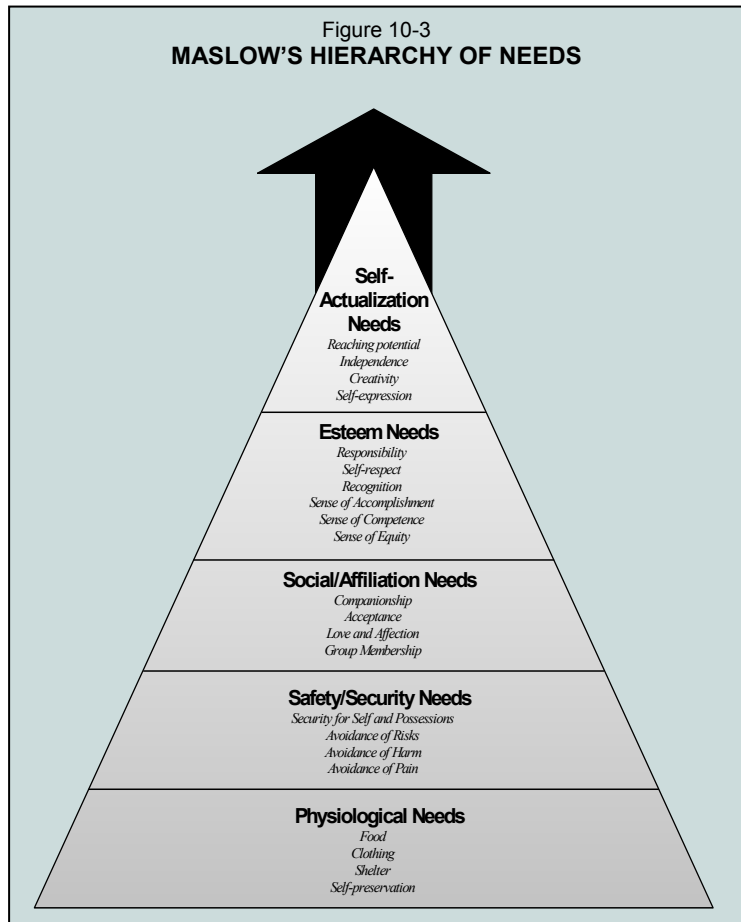 Figure 10-3
MASLOW'S HIERARCHY OF NEEDS
Self-
Actualization
Needs
Reaching potential
Independence
Creativity
Self-expression
Esteem Needs
Responsibility
Self-respect
Recognition
Sense of Accomplishment
Sense of Competence
Sense of Equity
Social/Affiliation Needs
Companionship
Acceptance
Love and Affection
Group Membership
Safety/Security Needs
Security for Self and Possessions
Avoidance of Risks
Avoidance of Harm
Avoidance of Pain
Physiological Needs
Food
Clothing
Shelter
Self-preservation